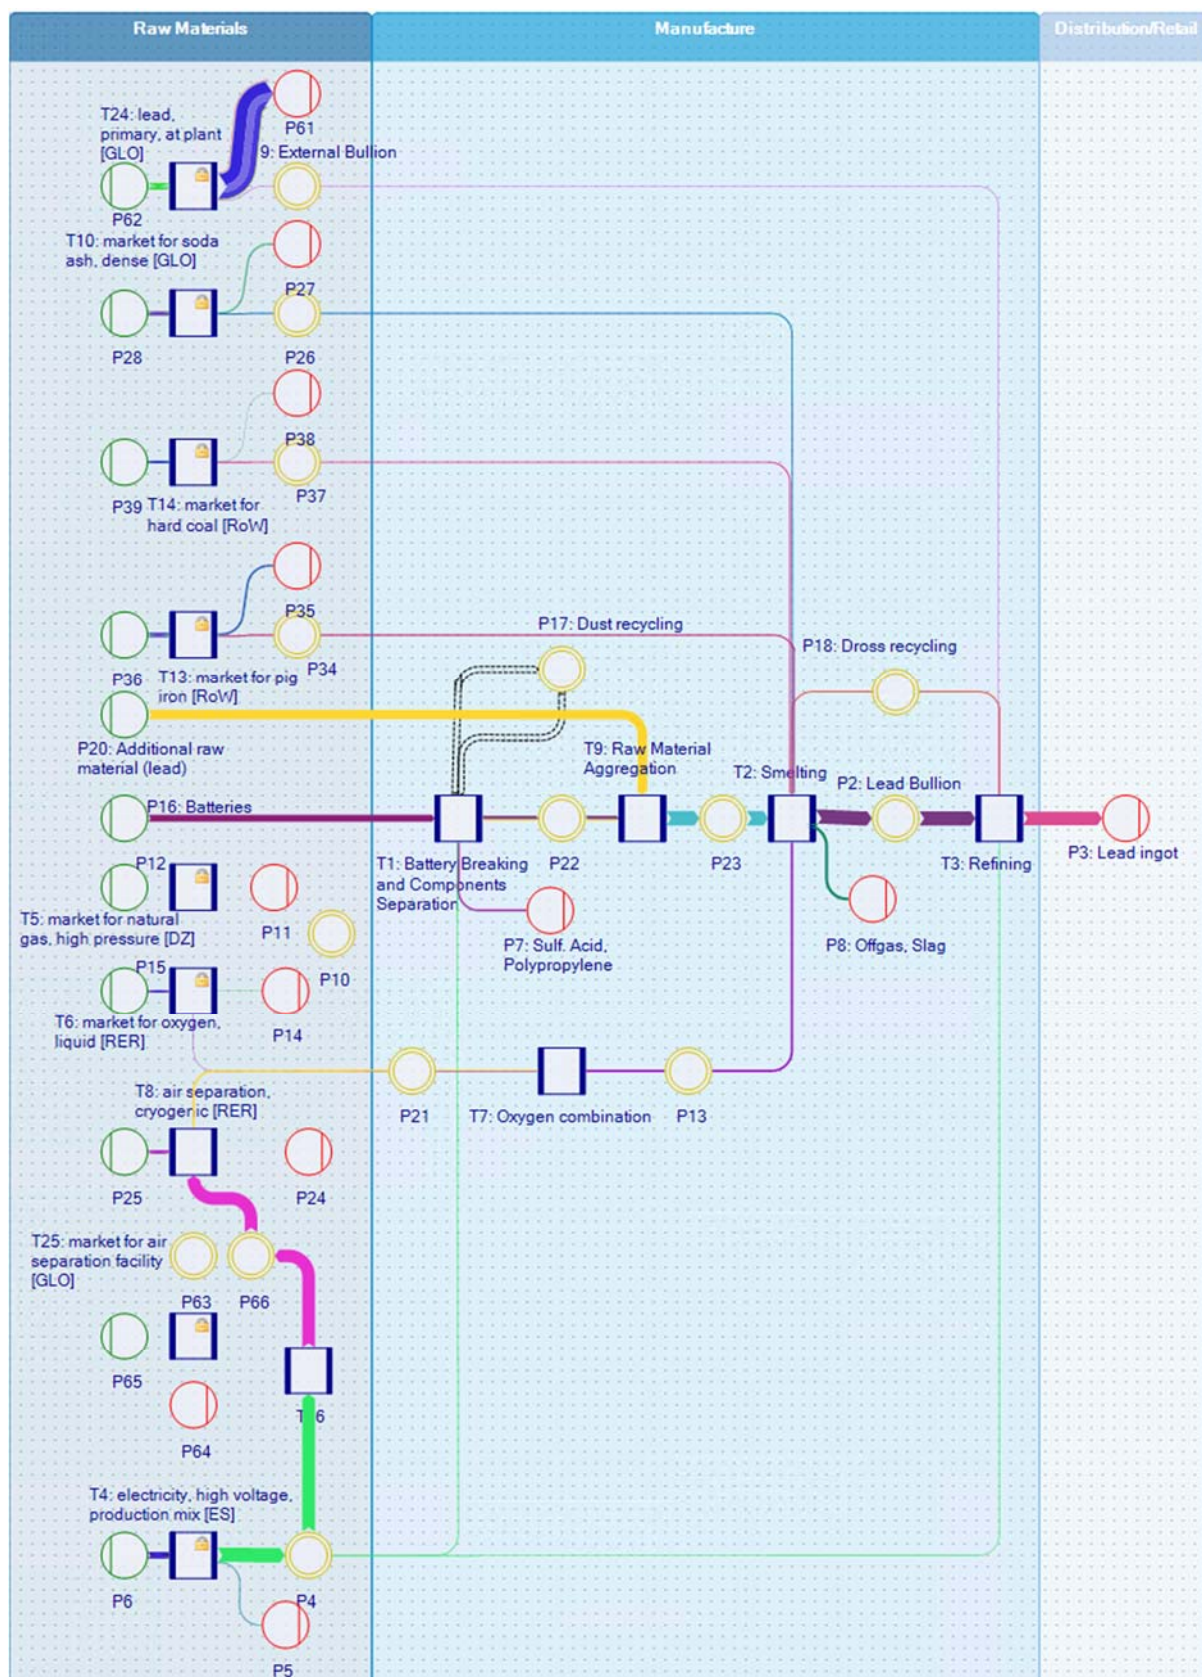 Raw Materials
Manufacture
Distribution/Retail
T24: lead,
primary, at plant
[GLO]
P61
9: External Bullion
P62
T10: market for soda
ash, dense [GLO]
P27
P28
P26
P38
P39
T14: market for
hard coal [RoW]
P37
P35
P17: Dust recycling
P36
T13: market for pig
iron [RoW]
P34
P18: Dross recycling
P20: Additional raw
material (lead)
T9: Raw Material
Aggregation
T2: Smelting
P2: Lead Bullion
P16: Batteries
P12
T1: Battery Breaking
and Components
Separation
P22
P23
T3: Refining
P3: Lead ingot
T5: market for natural
gas, high pressure [DZ]
P11
P10
P7: Sulf. Acid,
Polypropylene
P8: Offgas, Slag
P15
T6: market for oxygen,
liquid [RER]
P14
T8: air separation,
cryogenic [RER]
P21
T7: Oxygen combination
P13
P25
P24
T25: market for air
separation facility
[GLO]
P63
P66
P65
P64
T4: electricity, high voltage,
production mix [ES]
P6
P4
P5